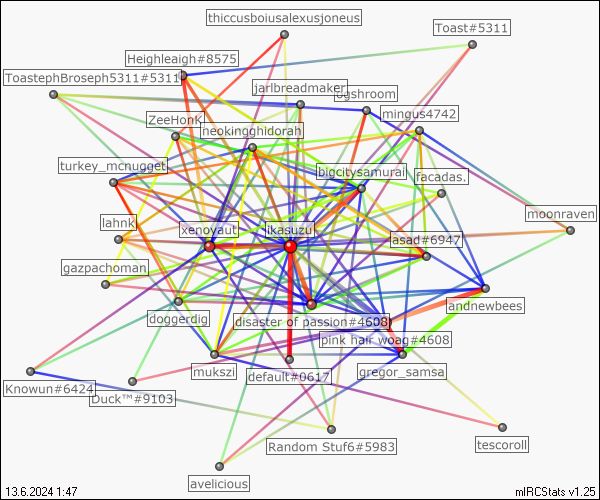 thiccusboiusalexusjoneus
Toast#5311
Heighleaigh#8575
ToastephBroseph5311#5311
jarlbreadmaker
ogshroom
mingus4742
ZeeHonk
neokingghidorah
turkey_mcnugget
bigcitysamurai
facadas.
lahnk
xenoyaut
likasuzu
moonraven
asad#6947
gazpachoman
andnewbees
doggerdig
disaster of passion#4608)
pink hair woag#4608
mukszi
default#0617
gregor_samsa
Knowun#6424
Duck™#9103
Random Stuf6#5983
tescoroll
avelicious
13.6.2024 1:47
mIRCStats v1.25